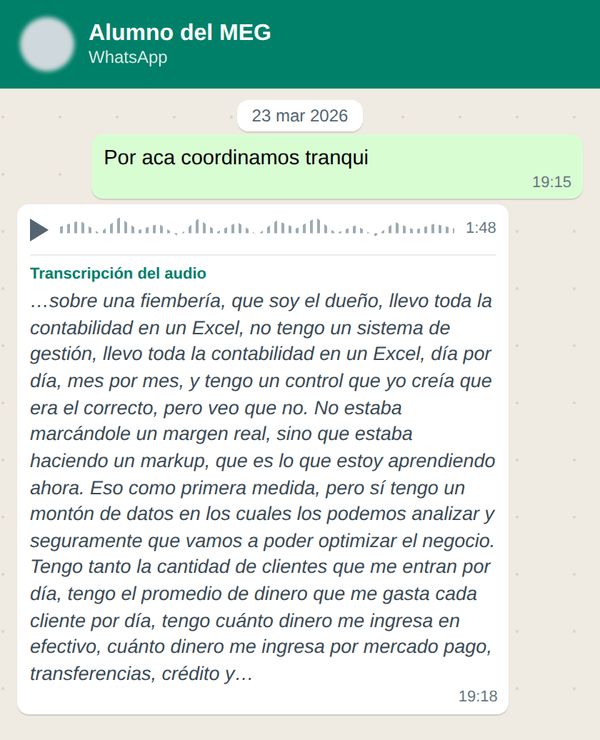 Alumno del MEG
WhatsApp
23 mar 2026
Por aca coordinamos tranqui
19:15
1:48
Transcripción del audio
…sobre una fiembería, que soy el dueño, llevo toda la
contabilidad en un Excel, no tengo un sistema de
gestión, llevo toda la contabilidad en un Excel, día por
día, mes por mes, y tengo un control que yo creía que
era el correcto, pero veo que no. No estaba
marcándole un margen real, sino que estaba
haciendo un markup, que es lo que estoy aprendiendo
ahora. Eso como primera medida, pero sí tengo un
montón de datos en los cuales los podemos analizar y
seguramente que vamos a poder optimizar el negocio.
Tengo tanto la cantidad de clientes que me entran por
día, tengo el promedio de dinero que me gasta cada
cliente por día, tengo cuánto dinero me ingresa en
efectivo, cuánto dinero me ingresa por mercado pago,
transferencias, crédito y…
19:18